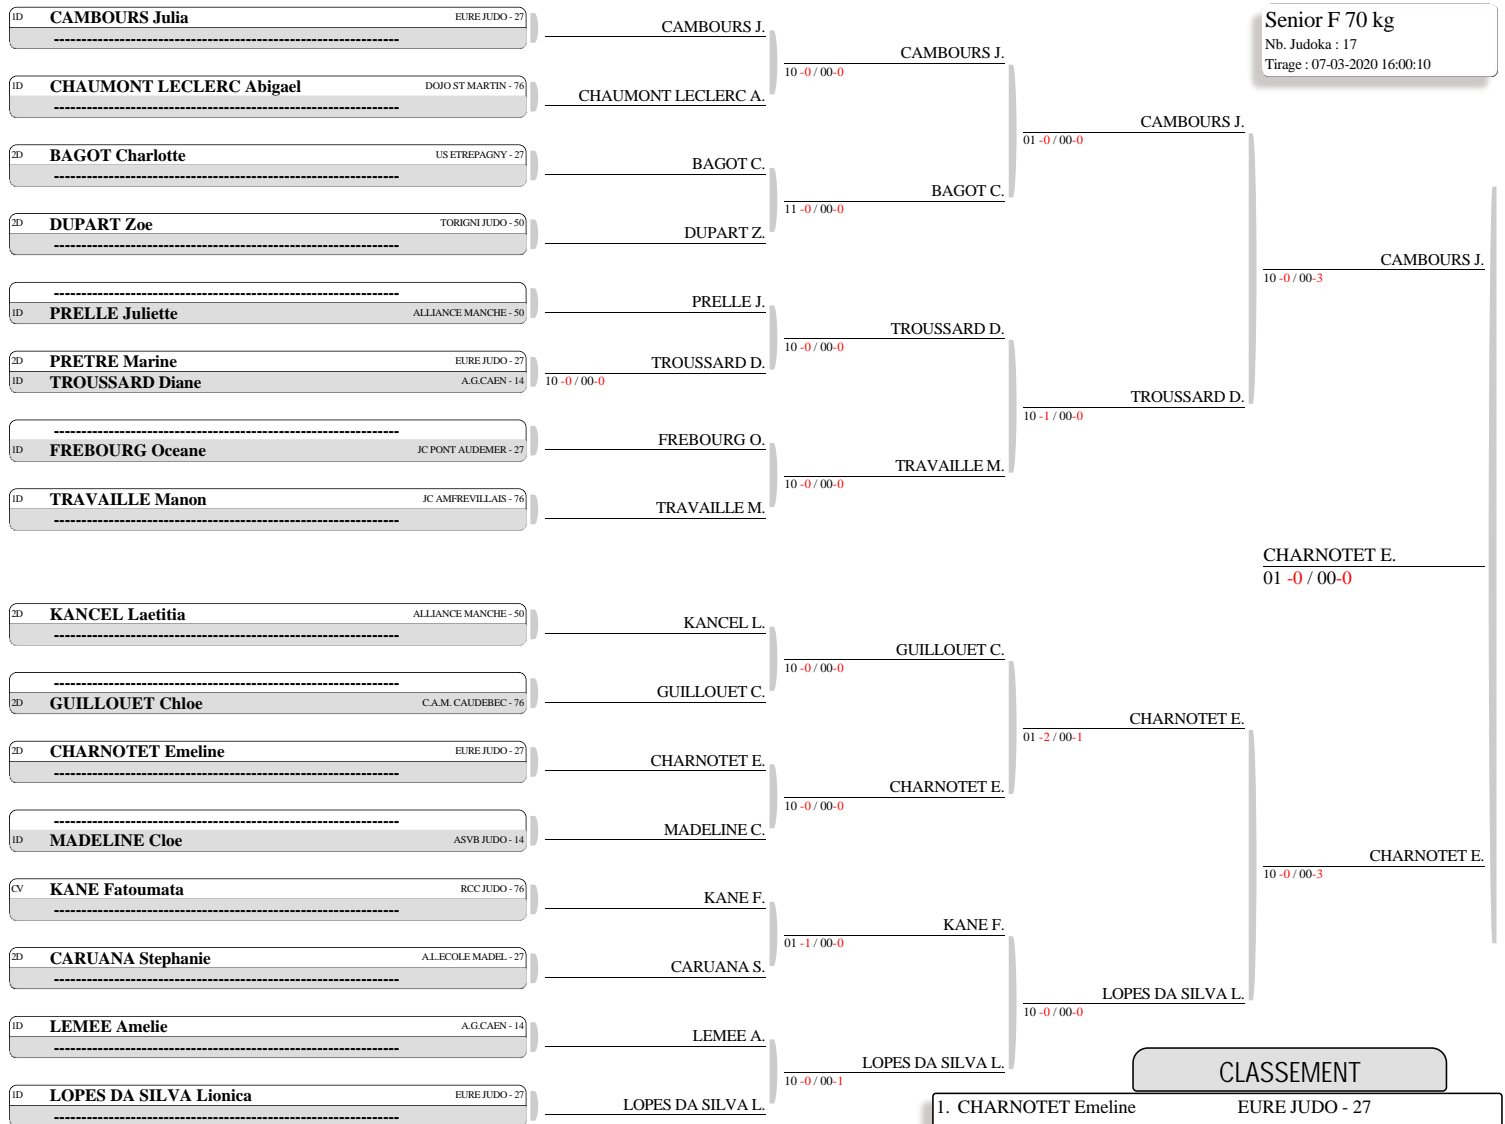 Senior F 70 kg
Nb. Judoka : 17
Tirage : 07-03-2020 16:00:10
1D CAMBOURS Julia EURE JUDO - 27
----------------------------------------------------------------
1D CHAUMONT LECLERC Abigael DOJO ST MARTIN - 76
----------------------------------------------------------------
2D BAGOT Charlotte US ETREPAGNY - 27
----------------------------------------------------------------
2D DUPART Zoe TORIGNI JUDO - 50
----------------------------------------------------------------
----------------------------------------------------------------
1D PRELLE Juliette ALLIANCE MANCHE - 50
2D PRETRE Marine EURE JUDO - 27
1D TROUSSARD Diane A.G.CAEN - 14
----------------------------------------------------------------
1D FREBOURG Oceane JC PONT AUDEMER - 27
1D TRAVAILLE Manon JC AMFREVILLAIS - 76
----------------------------------------------------------------
2D KANCEL Laetitia ALLIANCE MANCHE - 50
----------------------------------------------------------------
----------------------------------------------------------------
2D GUILLOUET Chloe C.A.M. CAUDEBEC - 76
2D CHARNOTET Emeline EURE JUDO - 27
----------------------------------------------------------------
----------------------------------------------------------------
1D MADELINE Cloe ASVB JUDO - 14
CV KANE Fatoumata RCC JUDO - 76
----------------------------------------------------------------
2D CARUANA Stephanie A.L.ECOLE MADEL - 27
----------------------------------------------------------------
1D LEMEE Amelie A.G.CAEN - 14
----------------------------------------------------------------
1D LOPES DA SILVA Lionica EURE JUDO - 27
----------------------------------------------------------------
CAMBOURS J.
CHAUMONT LECLERC A.
BAGOT C.
DUPART Z.
PRELLE J.
TROUSSARD D.
10 -0 / 00-0
FREBOURG O.
TRAVAILLE M.
KANCEL L.
GUILLOUET C.
CHARNOTET E.
MADELINE C.
KANE F.
CARUANA S.
LEMEE A.
LOPES DA SILVA L.
CAMBOURS J.
10 -0 / 00-0
BAGOT C.
11 -0 / 00-0
TROUSSARD D.
10 -0 / 00-0
TRAVAILLE M.
10 -0 / 00-0
GUILLOUET C.
10 -0 / 00-0
CHARNOTET E.
10 -0 / 00-0
KANE F.
01 -1 / 00-0
LOPES DA SILVA L.
10 -0 / 00-1
CAMBOURS J.
01 -0 / 00-0
TROUSSARD D.
10 -1 / 00-0
CHARNOTET E.
01 -2 / 00-1
LOPES DA SILVA L.
10 -0 / 00-0
CAMBOURS J.
10 -0 / 00-3
CHARNOTET E.
10 -0 / 00-3
CHARNOTET E.
01 -0 / 00-0
CLASSEMENT
1. CHARNOTET Emeline EURE JUDO - 27